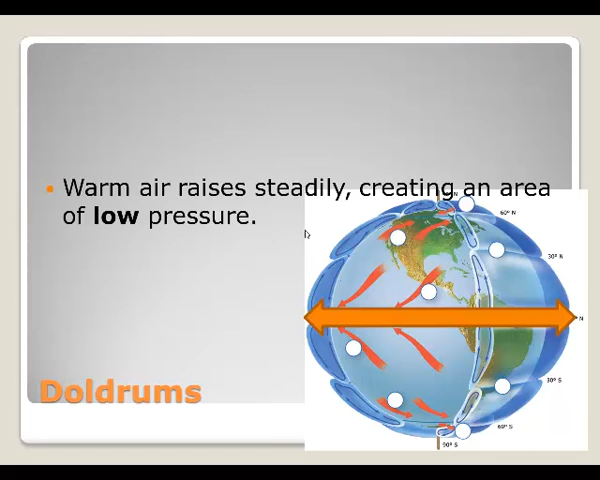 Warm air raises steadily, creating an area
of low pressure.
N
60° N
30° N
N
30° S
60° S
90° S
Doldrums